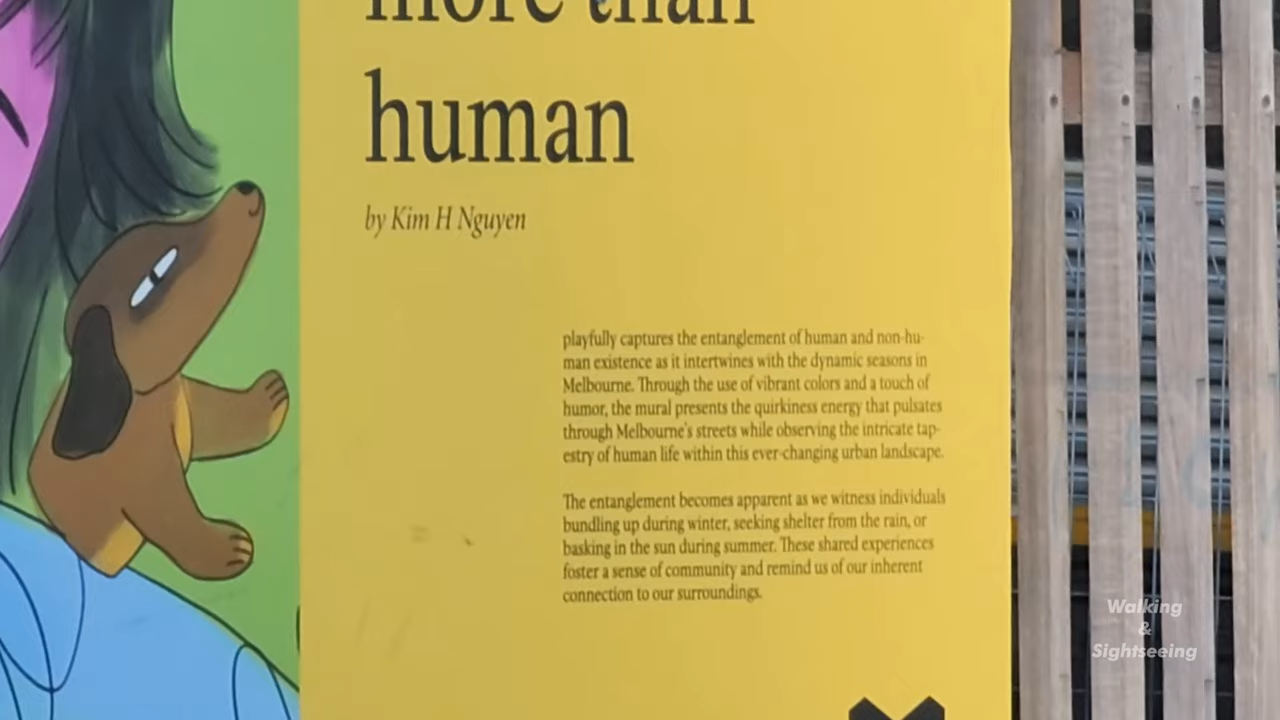 more than
human
by Kim H Nguyen
playfully captures the entanglement of human and non-hu-
man existence as it intertwines with the dynamic seasons in
Melbourne. Through the use of vibrant colors and a touch of
humor, the mural presents the quirkiness energy that pulsates
through Melbourne's streets while observing the intricate tap-
estry of human life within this ever-changing urban landscape.
The entanglement becomes apparent as we witness individuals
bundling up during winter, seeking shelter from the rain, or
basking in the sun during summer. These shared experiences
foster a sense of community and remind us of our inherent
connection to our surroundings.
Walking
&
Sightseeing